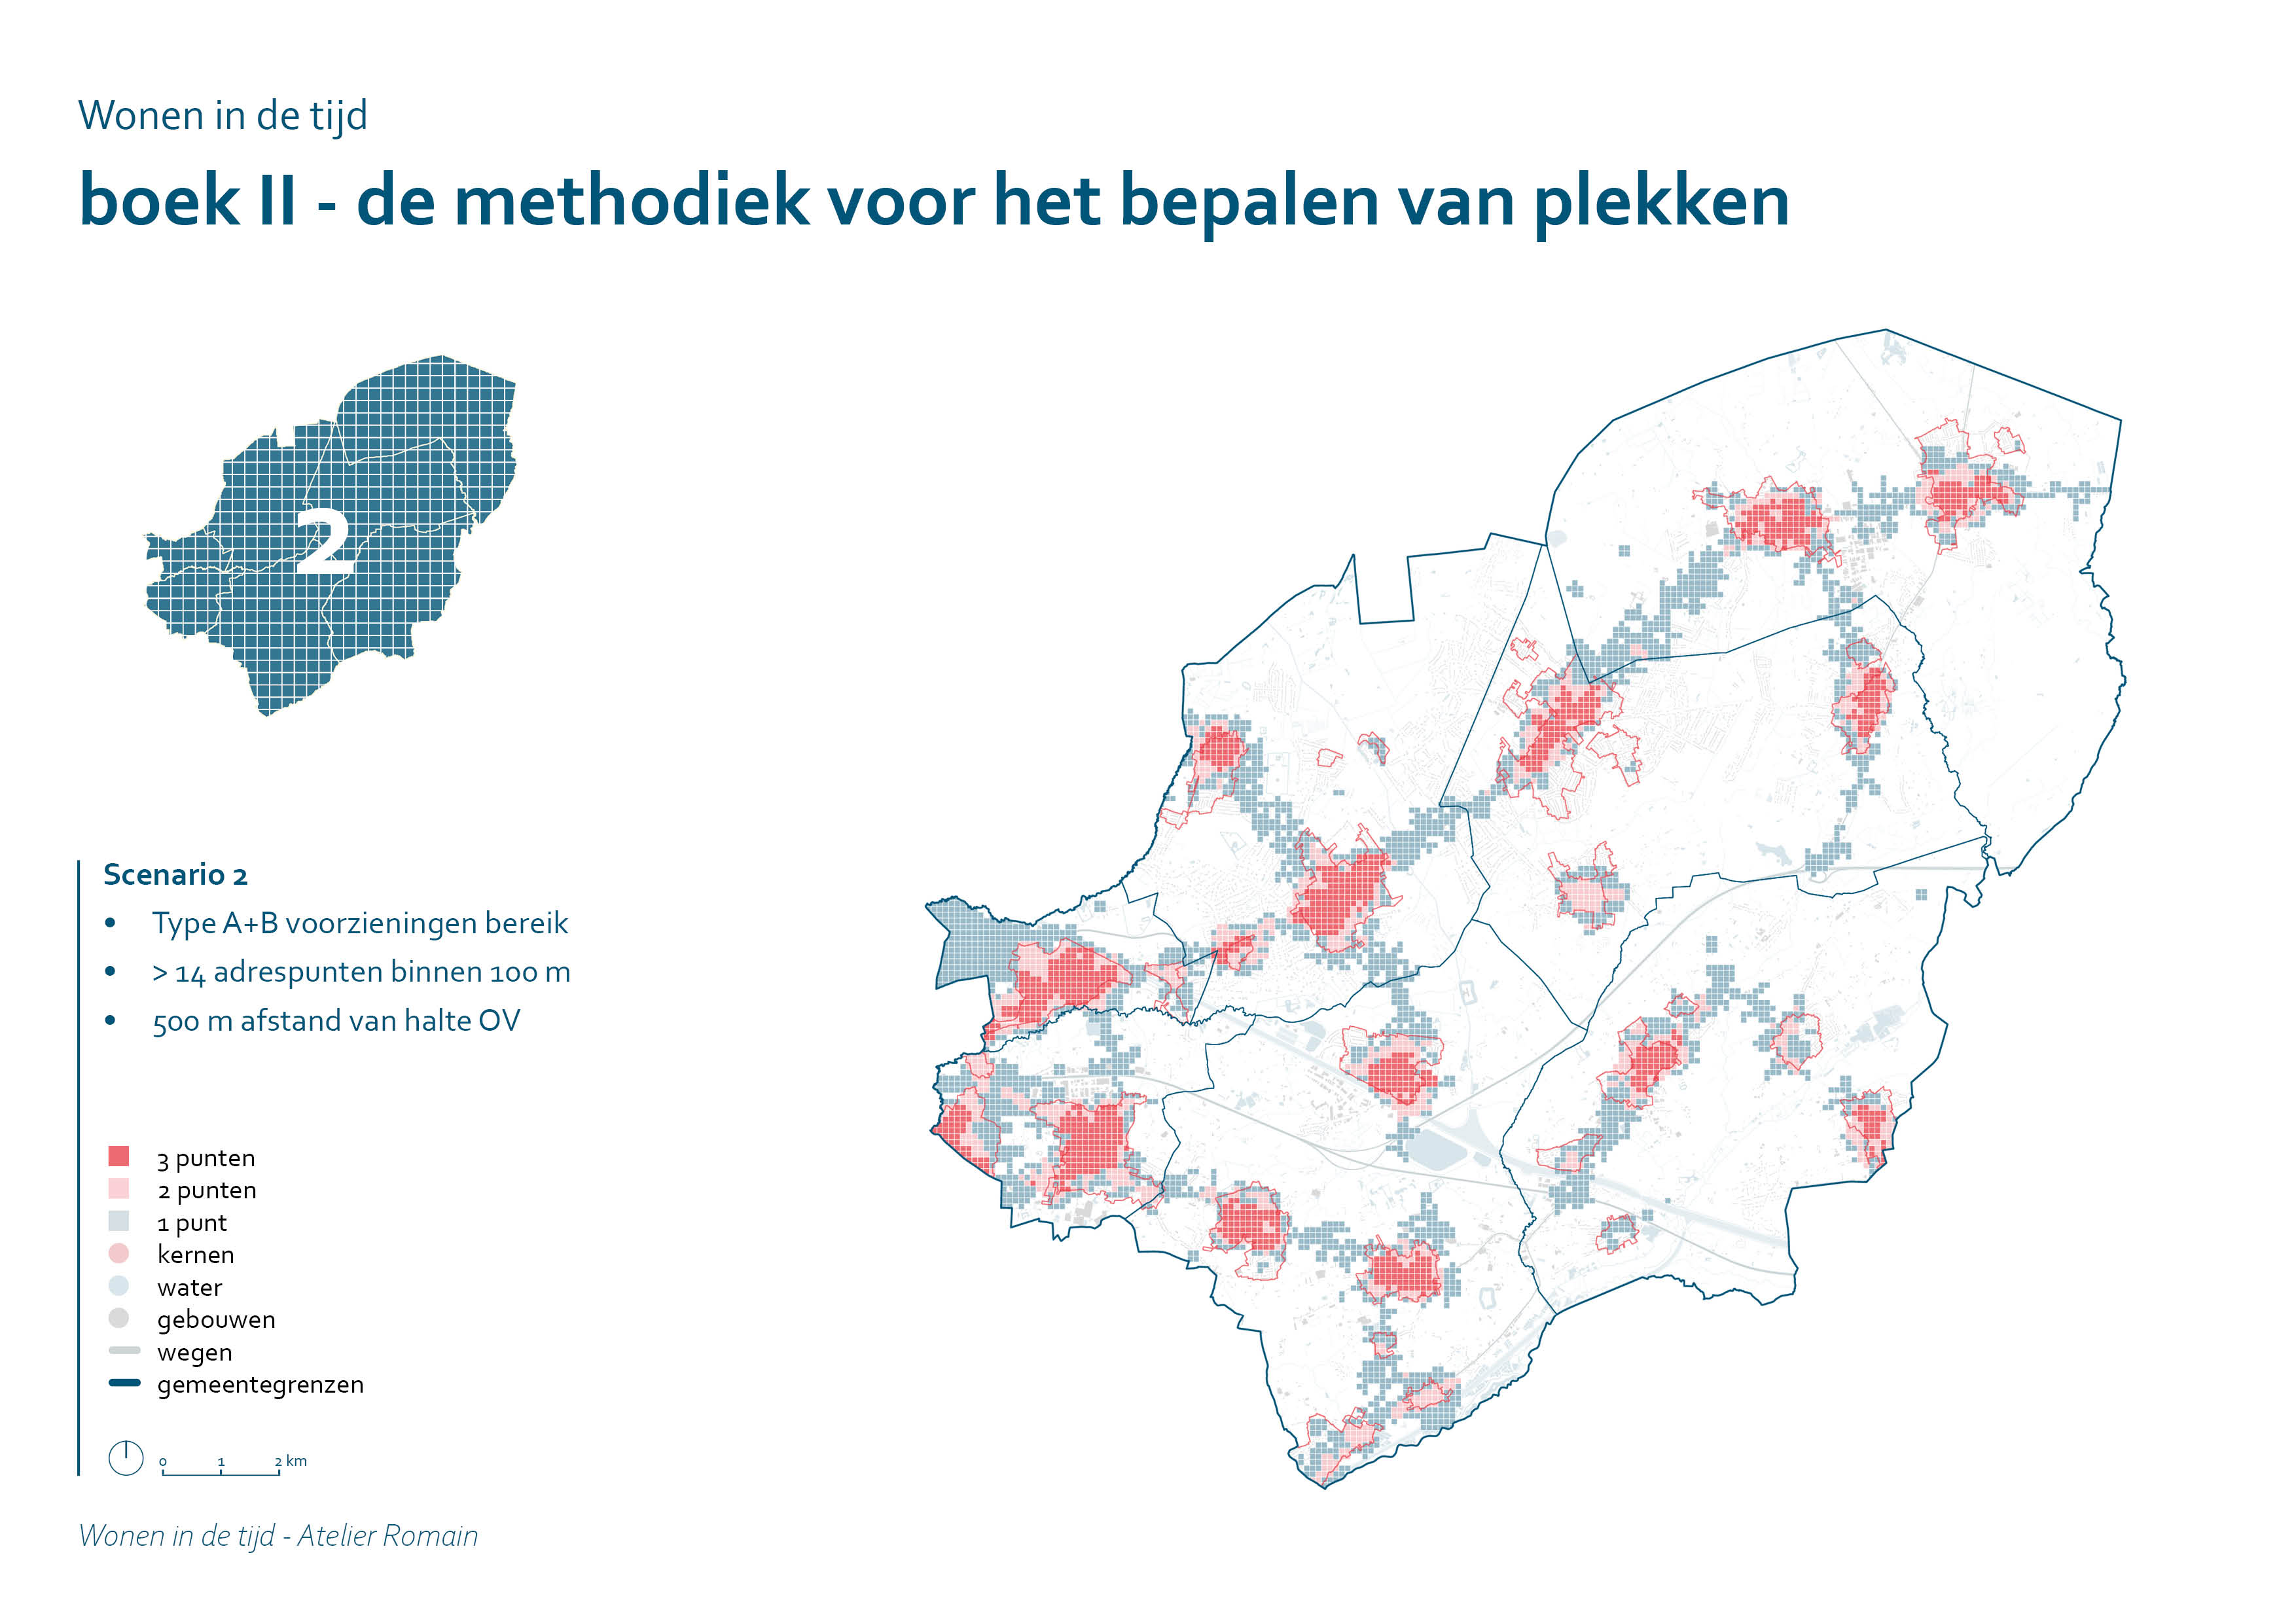 Wonen in de tijd
boek II - de methodiek voor het bepalen van plekken
2
Scenario 2
• Type A+B voorzieningen bereik
• > 14 adrespunten binnen 100 m
• 500 m afstand van halte OV
3 punten
2 punten
1 punt
kernen
water
gebouwen
wegen
gemeentegrenzen
0 1 2 km
Wonen in de tijd - Atelier Romain